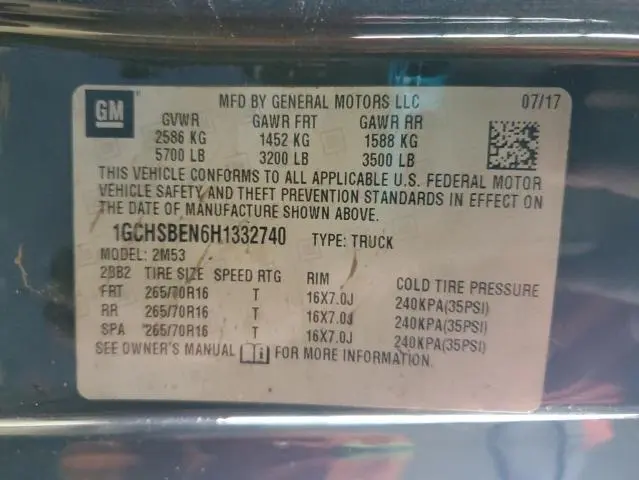 GM
MFD BY GENERAL MOTORS LLC 07/17
GVWR GAWR FRT GAWR RR
2586 KG 1452 KG 1588 KG
5700 LB 3200 LB 3500 LB
THIS VEHICLE CONFORMS TO ALL APPLICABLE U.S. FEDERAL MOTOR
VEHICLE SAFETY AND THEFT PREVENTION STANDARDS IN EFFECT ON
THE DATE OF MANUFACTURE SHOWN ABOVE.
1GCHSBEN6H1332740 TYPE: TRUCK
MODEL: 2M53
2BB2 TIRE SIZE SPEED RTG RIM COLD TIRE PRESSURE
FRT 265/70R16 T 16X7.0J 240KPA(35PSI)
RR 265/70R16 T 16X7.0J 240KPA(35PSI)
SPA 265/70R16 T 16X7.0J 240KPA(35PSI)
SEE OWNER'S MANUAL FOR MORE INFORMATION.